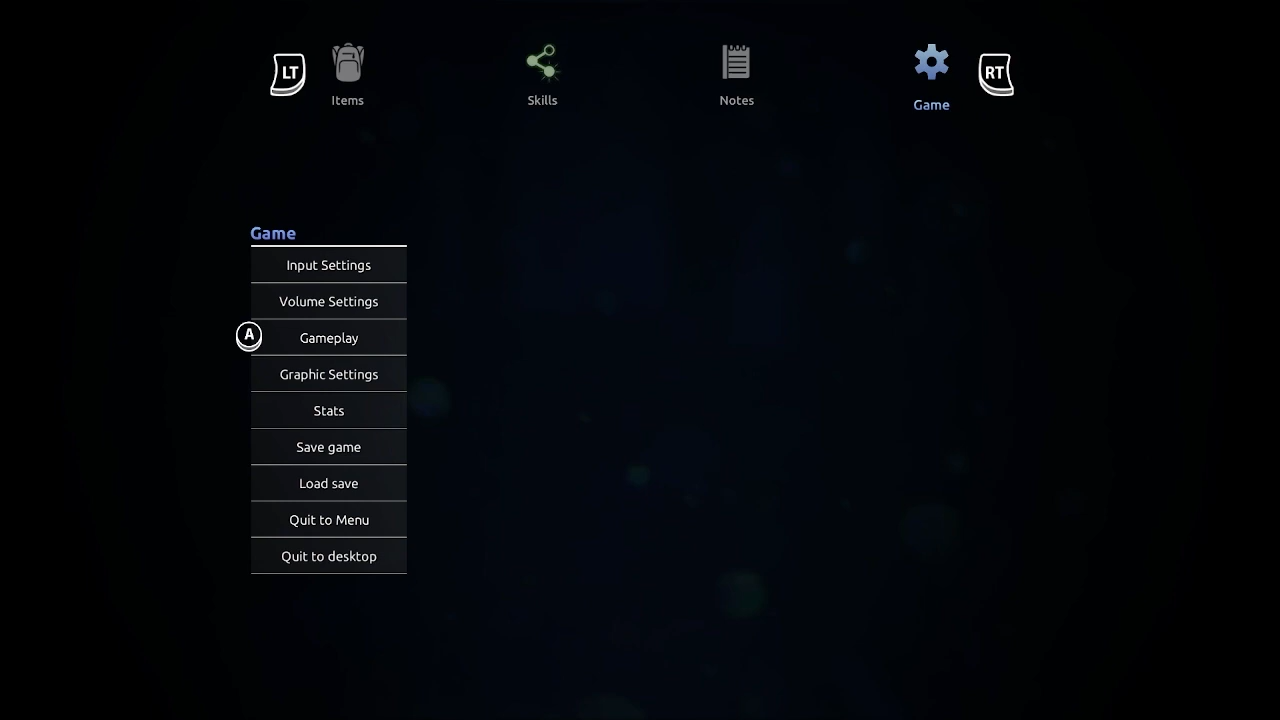 LT
Items
Skills
Notes
Game
RT
Game
Input Settings
Volume Settings
A
Gameplay
Graphic Settings
Stats
Save game
Load save
Quit to Menu
Quit to desktop